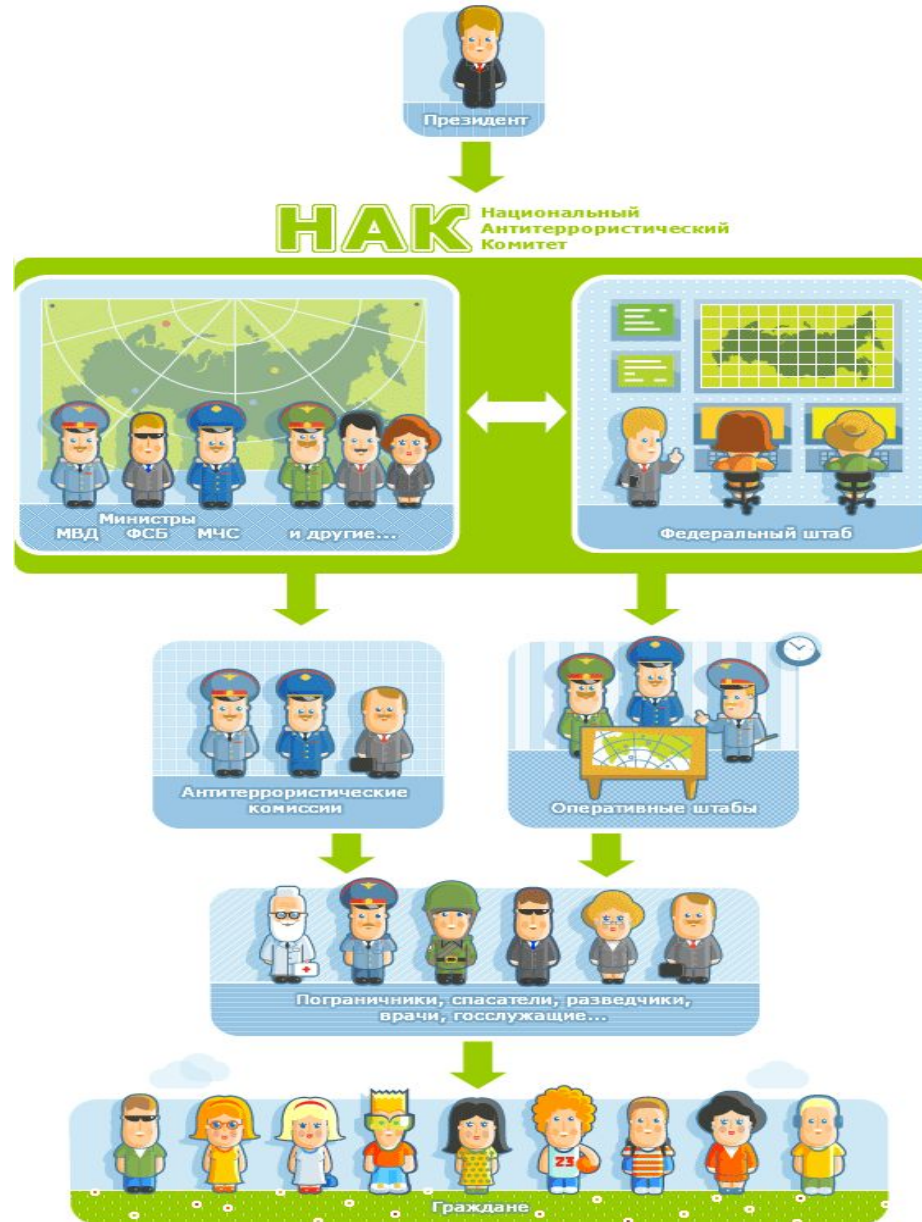 Президент
НАК
Национальный
Антитеррористический
Комитет
Министры
МВД ФСБ МЧС и другие...
Федеральный штаб
Антитеррористические
комиссии
Оперативные штабы
Пограничники, спасатели, разведчики,
врачи, госслужащие...
23
Граждане